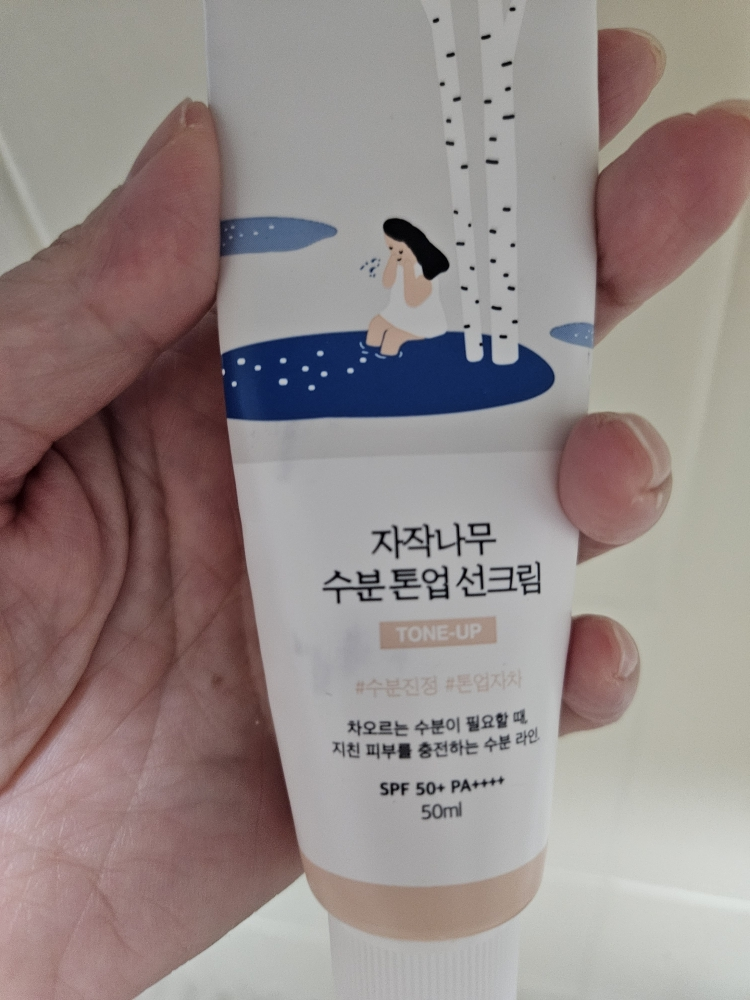 자작나무
수분 톤업 선크림
TONE-UP
#수분진정 #톤업자차
차오르는 수분이 필요할 때,
지친 피부를 충전하는 수분 라인.
SPF 50+ PA++++
50ml